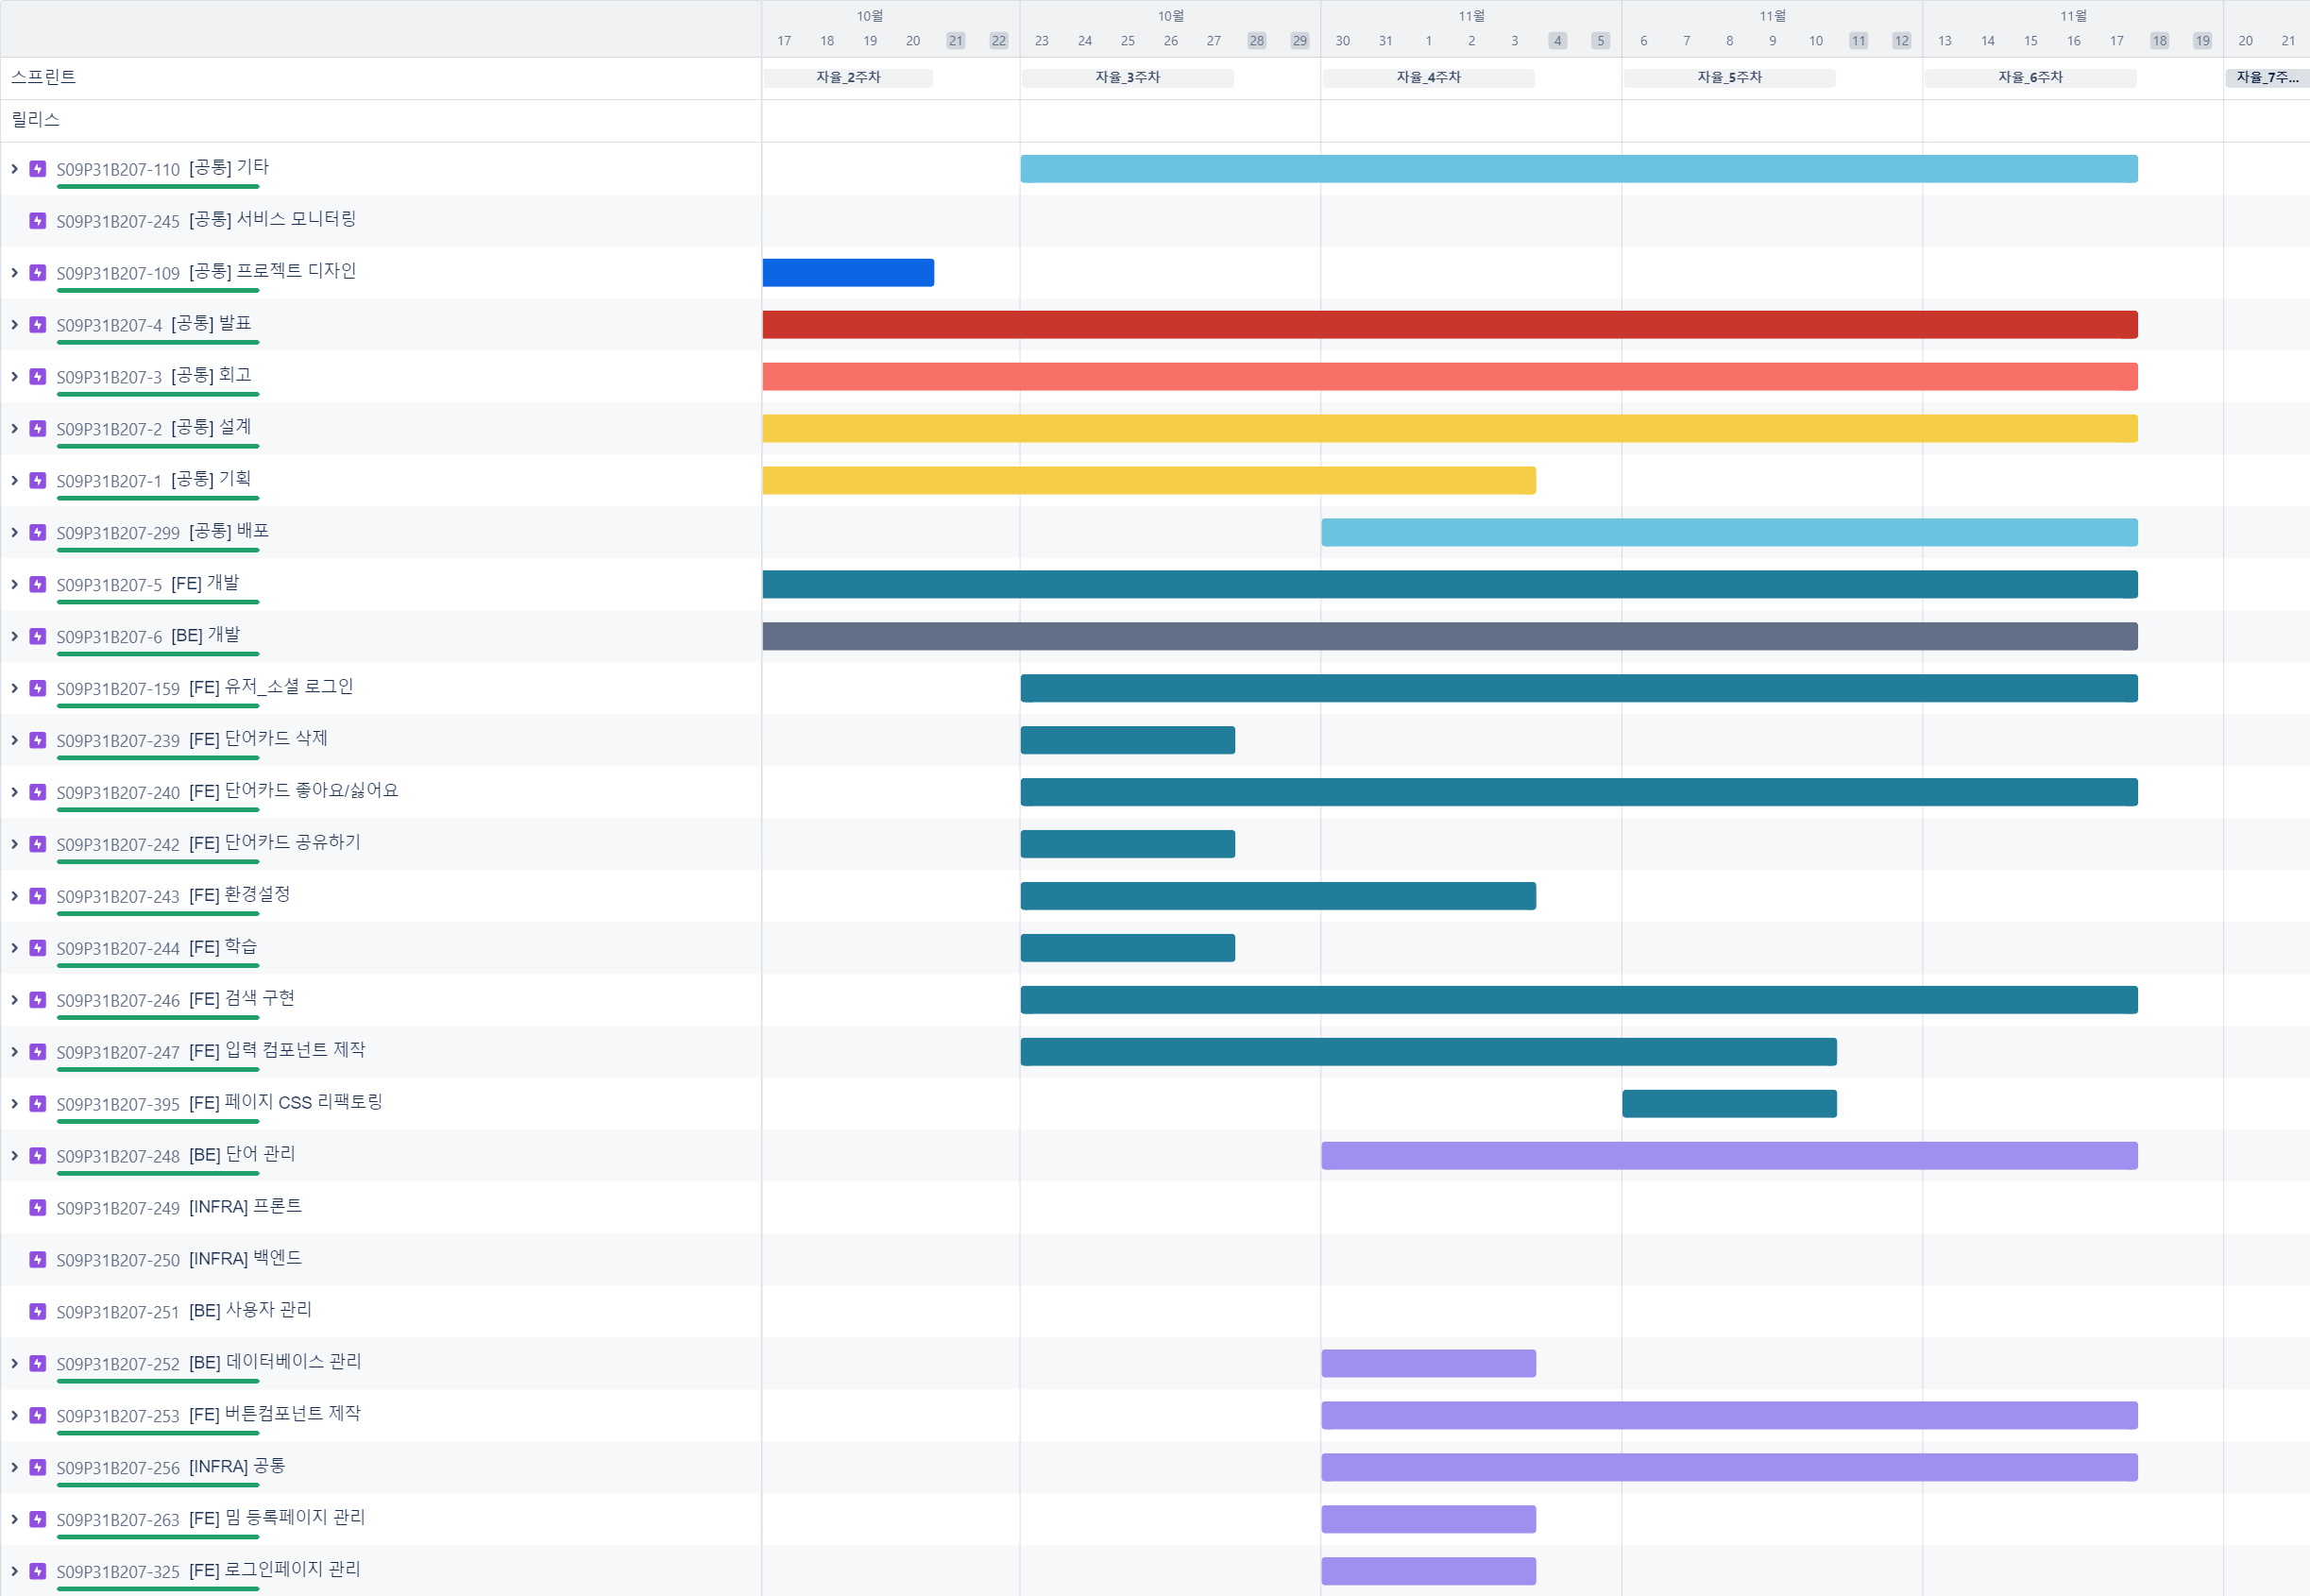 10월 10월 11월 11월 11월
17 18 19 20 21 22 23 24 25 26 27 28 29 30 31 1 2 3 4 5 6 7 8 9 10 11 12 13 14 15 16 17 18 19 20 21
스프린트 자율_2주차 자율_3주차 자율_4주차 자율_5주차 자율_6주차 자율_7주...
릴리스
S09P31B207-110 [공통] 기타
S09P31B207-245 [공통] 서비스 모니터링
S09P31B207-109 [공통] 프로젝트 디자인
S09P31B207-4 [공통] 발표
S09P31B207-3 [공통] 회고
S09P31B207-2 [공통] 설계
S09P31B207-1 [공통] 기획
S09P31B207-299 [공통] 배포
S09P31B207-5 [FE] 개발
S09P31B207-6 [BE] 개발
S09P31B207-159 [FE] 유저_소셜 로그인
S09P31B207-239 [FE] 단어카드 삭제
S09P31B207-240 [FE] 단어카드 좋아요/싫어요
S09P31B207-242 [FE] 단어카드 공유하기
S09P31B207-243 [FE] 환경설정
S09P31B207-244 [FE] 학습
S09P31B207-246 [FE] 검색 구현
S09P31B207-247 [FE] 입력 컴포넌트 제작
S09P31B207-395 [FE] 페이지 CSS 리팩토링
S09P31B207-248 [BE] 단어 관리
S09P31B207-249 [INFRA] 프론트
S09P31B207-250 [INFRA] 백엔드
S09P31B207-251 [BE] 사용자 관리
S09P31B207-252 [BE] 데이터베이스 관리
S09P31B207-253 [FE] 버튼컴포넌트 제작
S09P31B207-256 [INFRA] 공통
S09P31B207-263 [FE] 밈 등록페이지 관리
S09P31B207-325 [FE] 로그인페이지 관리